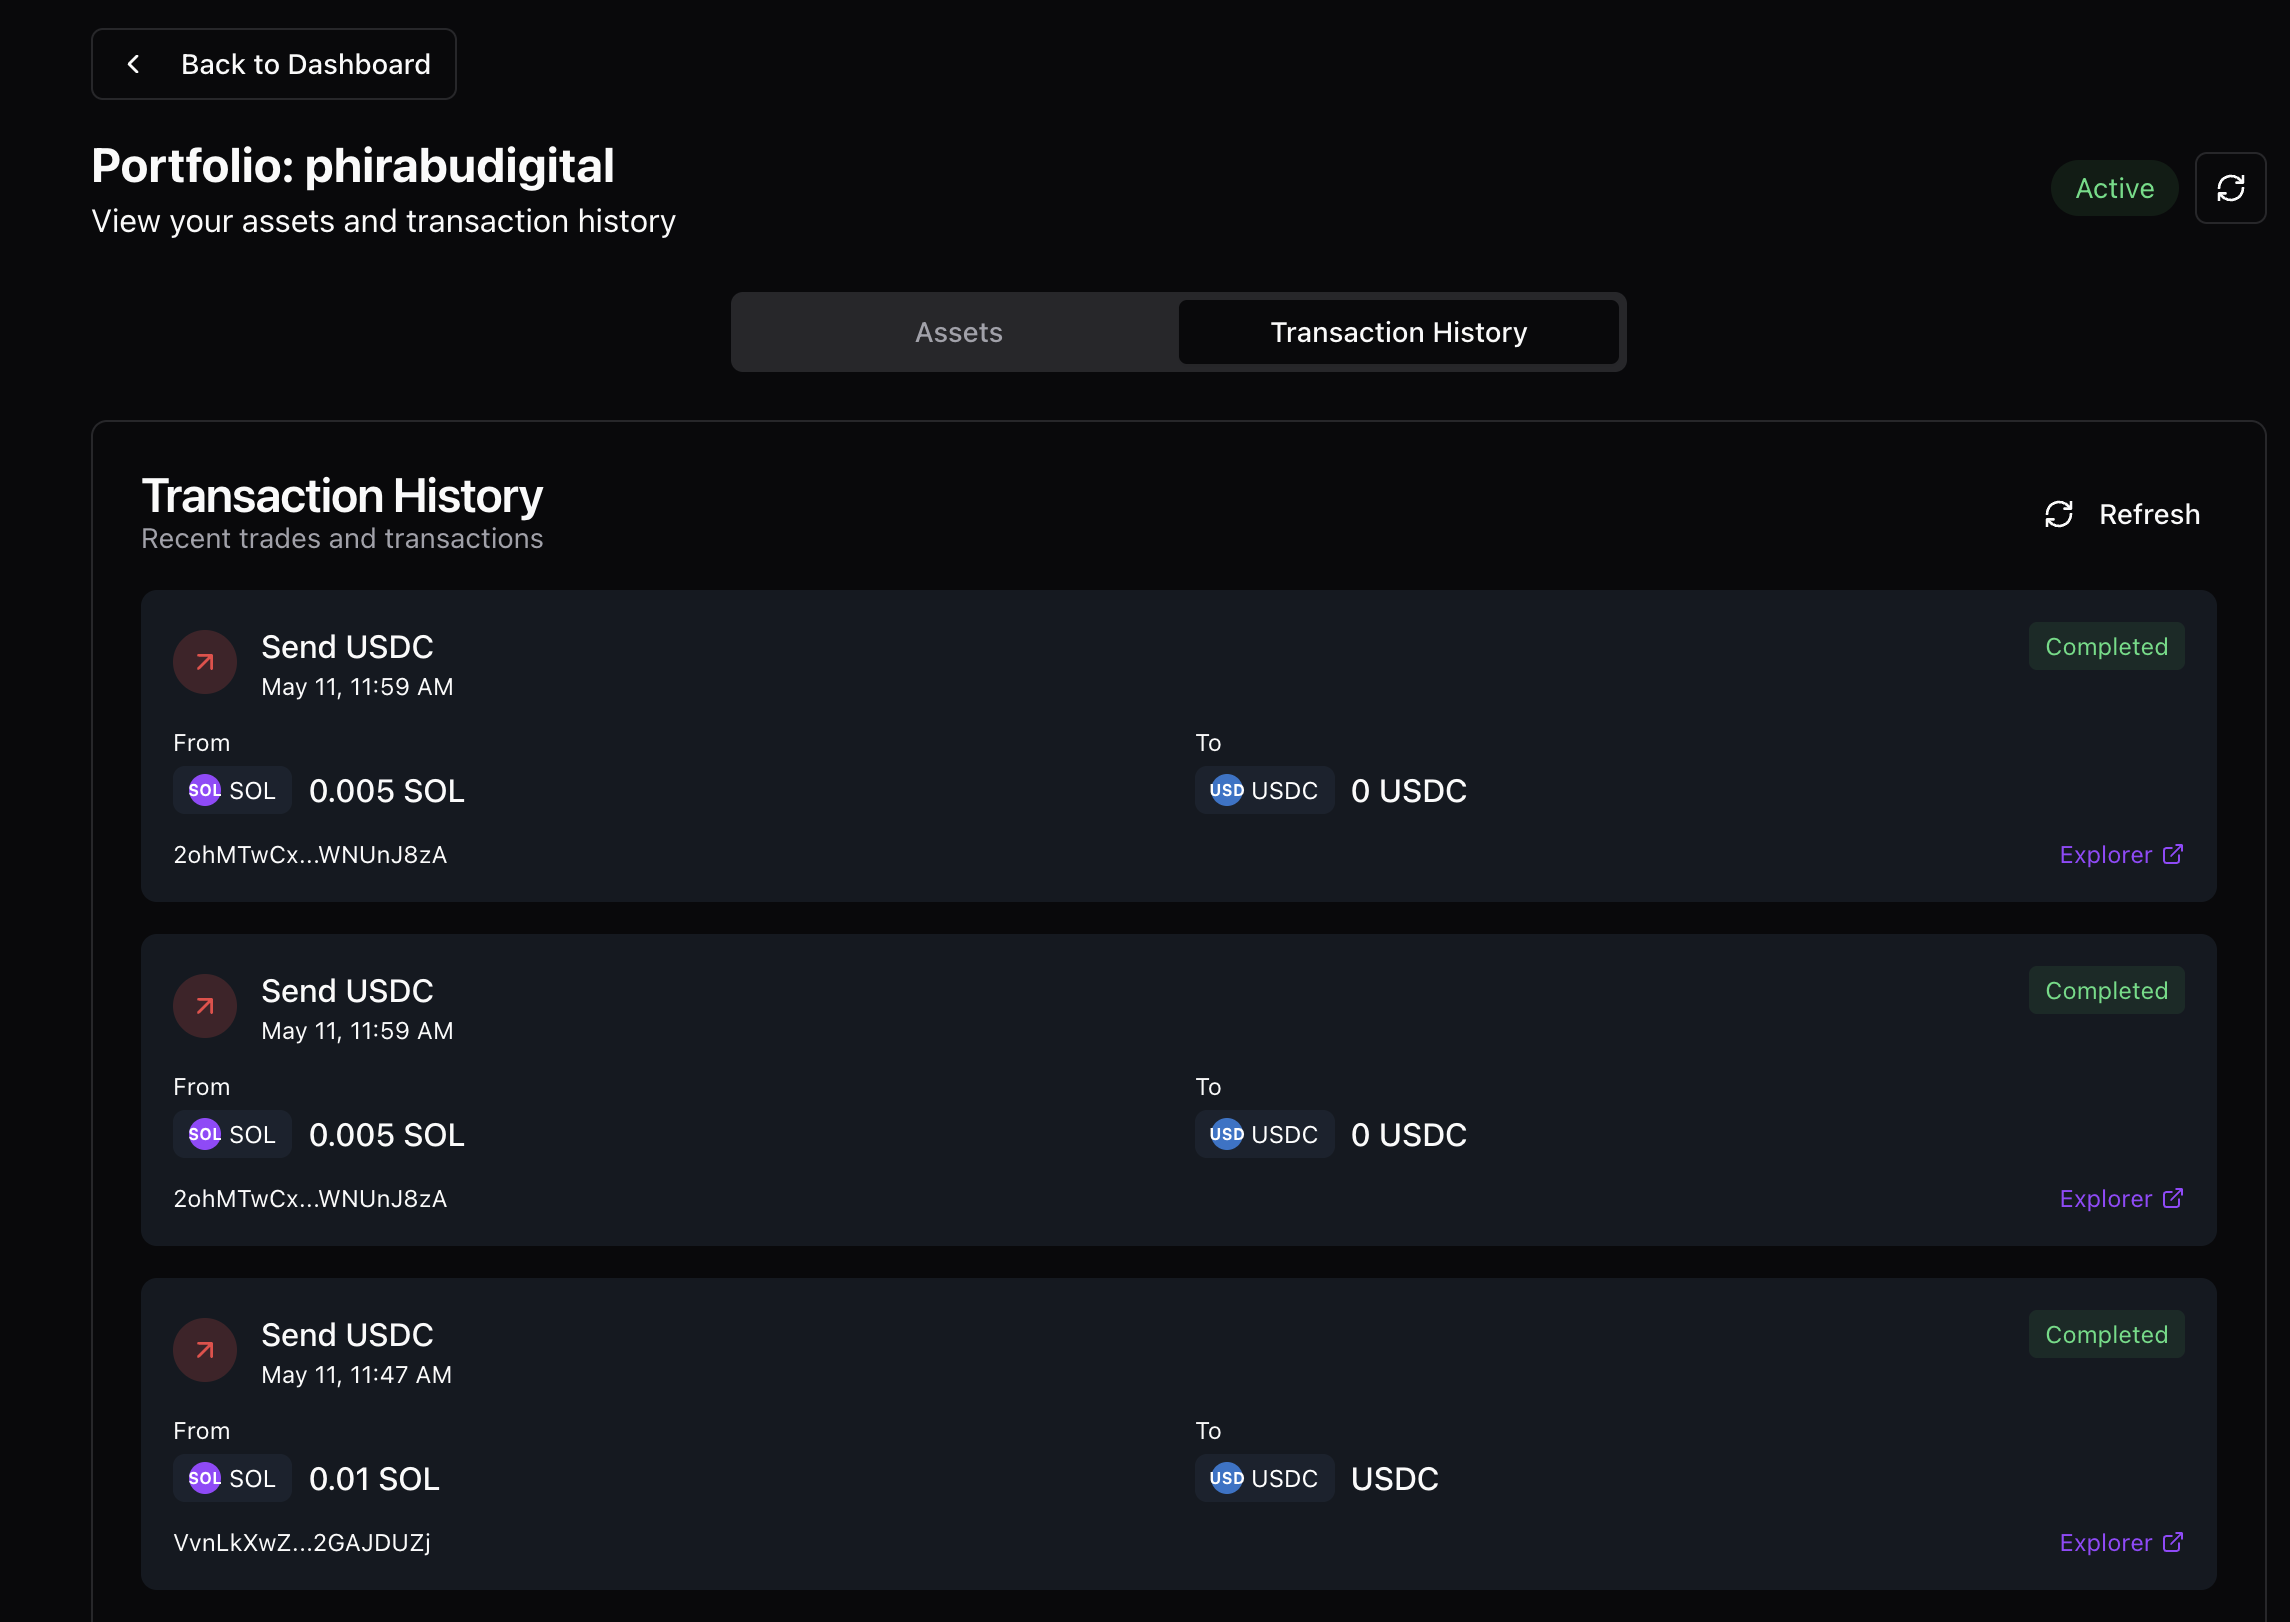 Back to Dashboard
Portfolio: phirabudigital
View your assets and transaction history
Active
Assets
Transaction History
Transaction History
Recent trades and transactions
Refresh
Send USDC
May 11, 11:59 AM
Completed
From
To
SOL SOL 0.005 SOL
USD USDC 0 USDC
2ohMTwCx...WNUnJ8zA
Explorer
Send USDC
May 11, 11:59 AM
Completed
From
To
SOL SOL 0.005 SOL
USD USDC 0 USDC
2ohMTwCx...WNUnJ8zA
Explorer
Send USDC
May 11, 11:47 AM
Completed
From
To
SOL SOL 0.01 SOL
USD USDC USDC
VvnLkXwZ...2GAJDUZj
Explorer